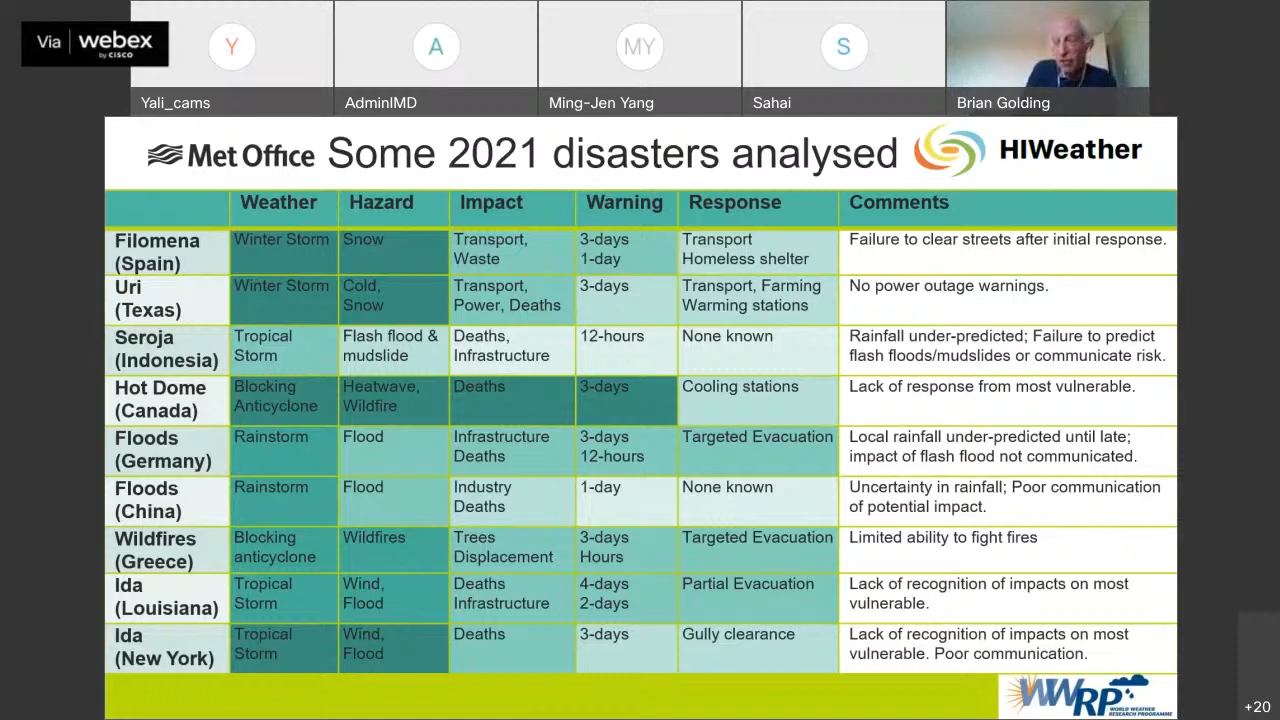 Via webex
by CISCO
Y
A
MY
S
Yali_cams
AdminIMD
Ming-Jen Yang
Sahai
Brian Golding
Met Office Some 2021 disasters analysed HIWeather
Weather Hazard Impact Warning Response Comments
Filomena Winter Storm Snow Transport, 3-days Transport Failure to clear streets after initial response.
(Spain) Waste 1-day Homeless shelter
Uri Winter Storm Cold, Transport, 3-days Transport, Farming No power outage warnings.
(Texas) Snow Power, Deaths Warming stations
Seroja Tropical Flash flood & Deaths, 12-hours None known Rainfall under-predicted; Failure to predict
(Indonesia) Storm mudslide Infrastructure flash floods/mudslides or communicate risk.
Hot Dome Blocking Heatwave, Deaths 3-days Cooling stations Lack of response from most vulnerable.
(Canada) Anticyclone Wildfire
Floods Rainstorm Flood Infrastructure 3-days Targeted Evacuation Local rainfall under-predicted until late;
(Germany) Deaths 12-hours impact of flash flood not communicated.
Floods Rainstorm Flood Industry 1-day None known Uncertainty in rainfall; Poor communication
(China) Deaths of potential impact.
Wildfires Blocking Wildfires Trees 3-days Targeted Evacuation Limited ability to fight fires
(Greece) anticyclone Displacement Hours
Ida Tropical Wind, Deaths 4-days Partial Evacuation Lack of recognition of impacts on most
(Louisiana) Storm Flood Infrastructure 2-days vulnerable.
Ida Tropical Wind, Deaths 3-days Gully clearance Lack of recognition of impacts on most
(New York) Storm Flood vulnerable. Poor communication.
WWRP
WORLD WEATHER
RESEARCH PROGRAMME
+20